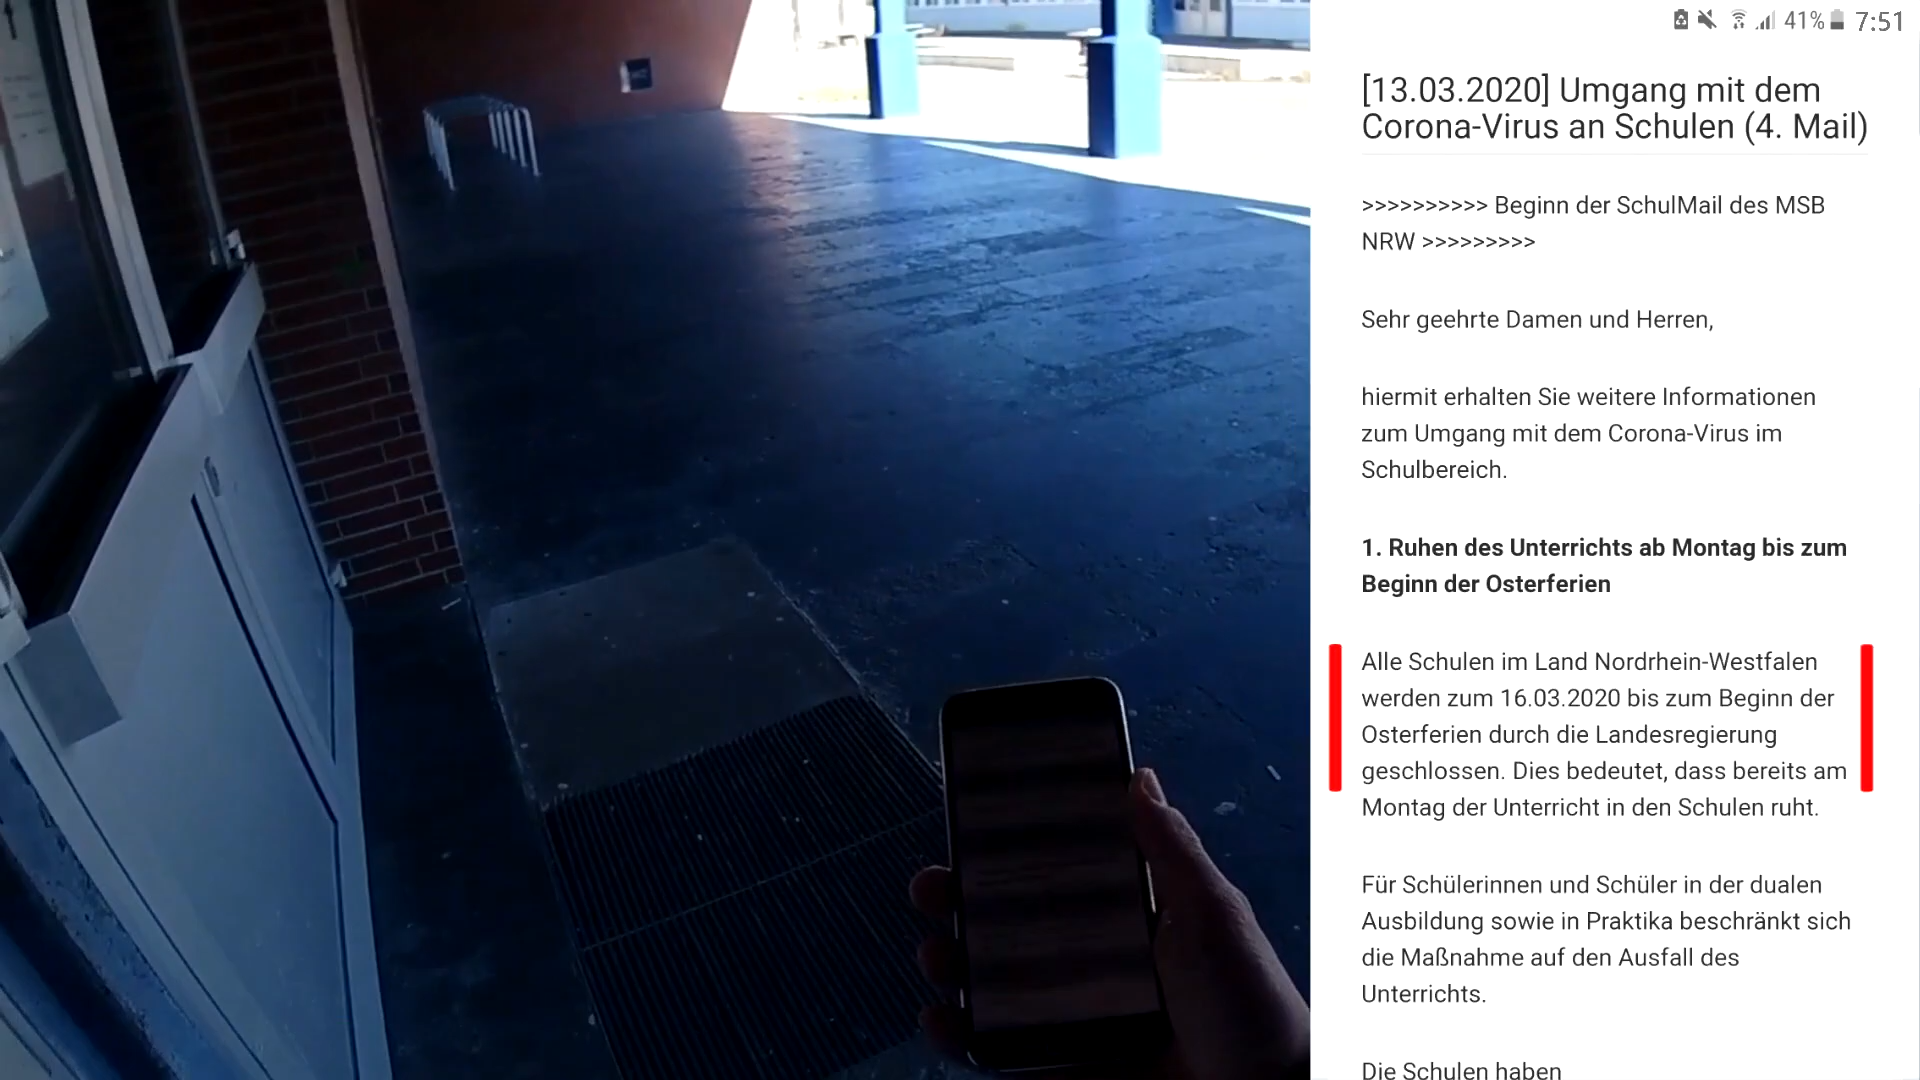 41% 7:51
[13.03.2020] Umgang mit dem
Corona-Virus an Schulen (4. Mail)
>>>>>>>>>> Beginn der SchulMail des MSB
NRW >>>>>>>>>
Sehr geehrte Damen und Herren,
hiermit erhalten Sie weitere Informationen
zum Umgang mit dem Corona-Virus im
Schulbereich.
1. Ruhen des Unterrichts ab Montag bis zum
Beginn der Osterferien
Alle Schulen im Land Nordrhein-Westfalen
werden zum 16.03.2020 bis zum Beginn der
Osterferien durch die Landesregierung
geschlossen. Dies bedeutet, dass bereits am
Montag der Unterricht in den Schulen ruht.
Für Schülerinnen und Schüler in der dualen
Ausbildung sowie in Praktika beschränkt sich
die Maßnahme auf den Ausfall des
Unterrichts.
Die Schulen haben